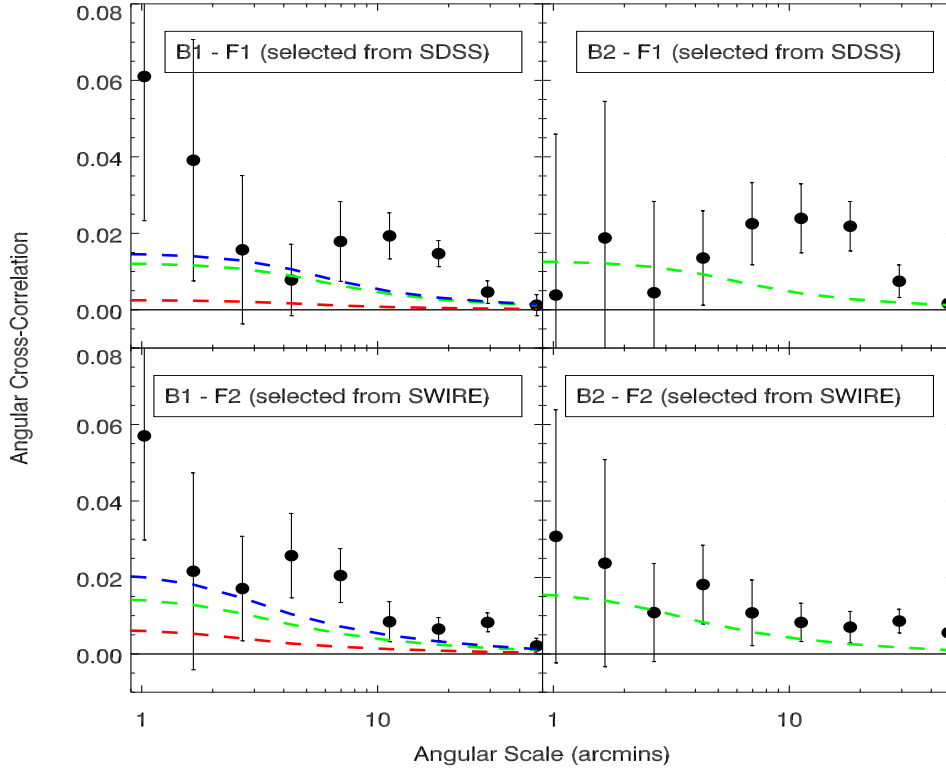 0.08
B1 - F1 (selected from SDSS)
B2 - F1 (selected from SDSS)
0.06
0.04
0.02
0.00
Angular Cross-Correlation
0.08
B1 - F2 (selected from SWIRE)
B2 - F2 (selected from SWIRE)
0.06
0.04
0.02
0.00
1
10
1
10
Angular Scale (arcmins)